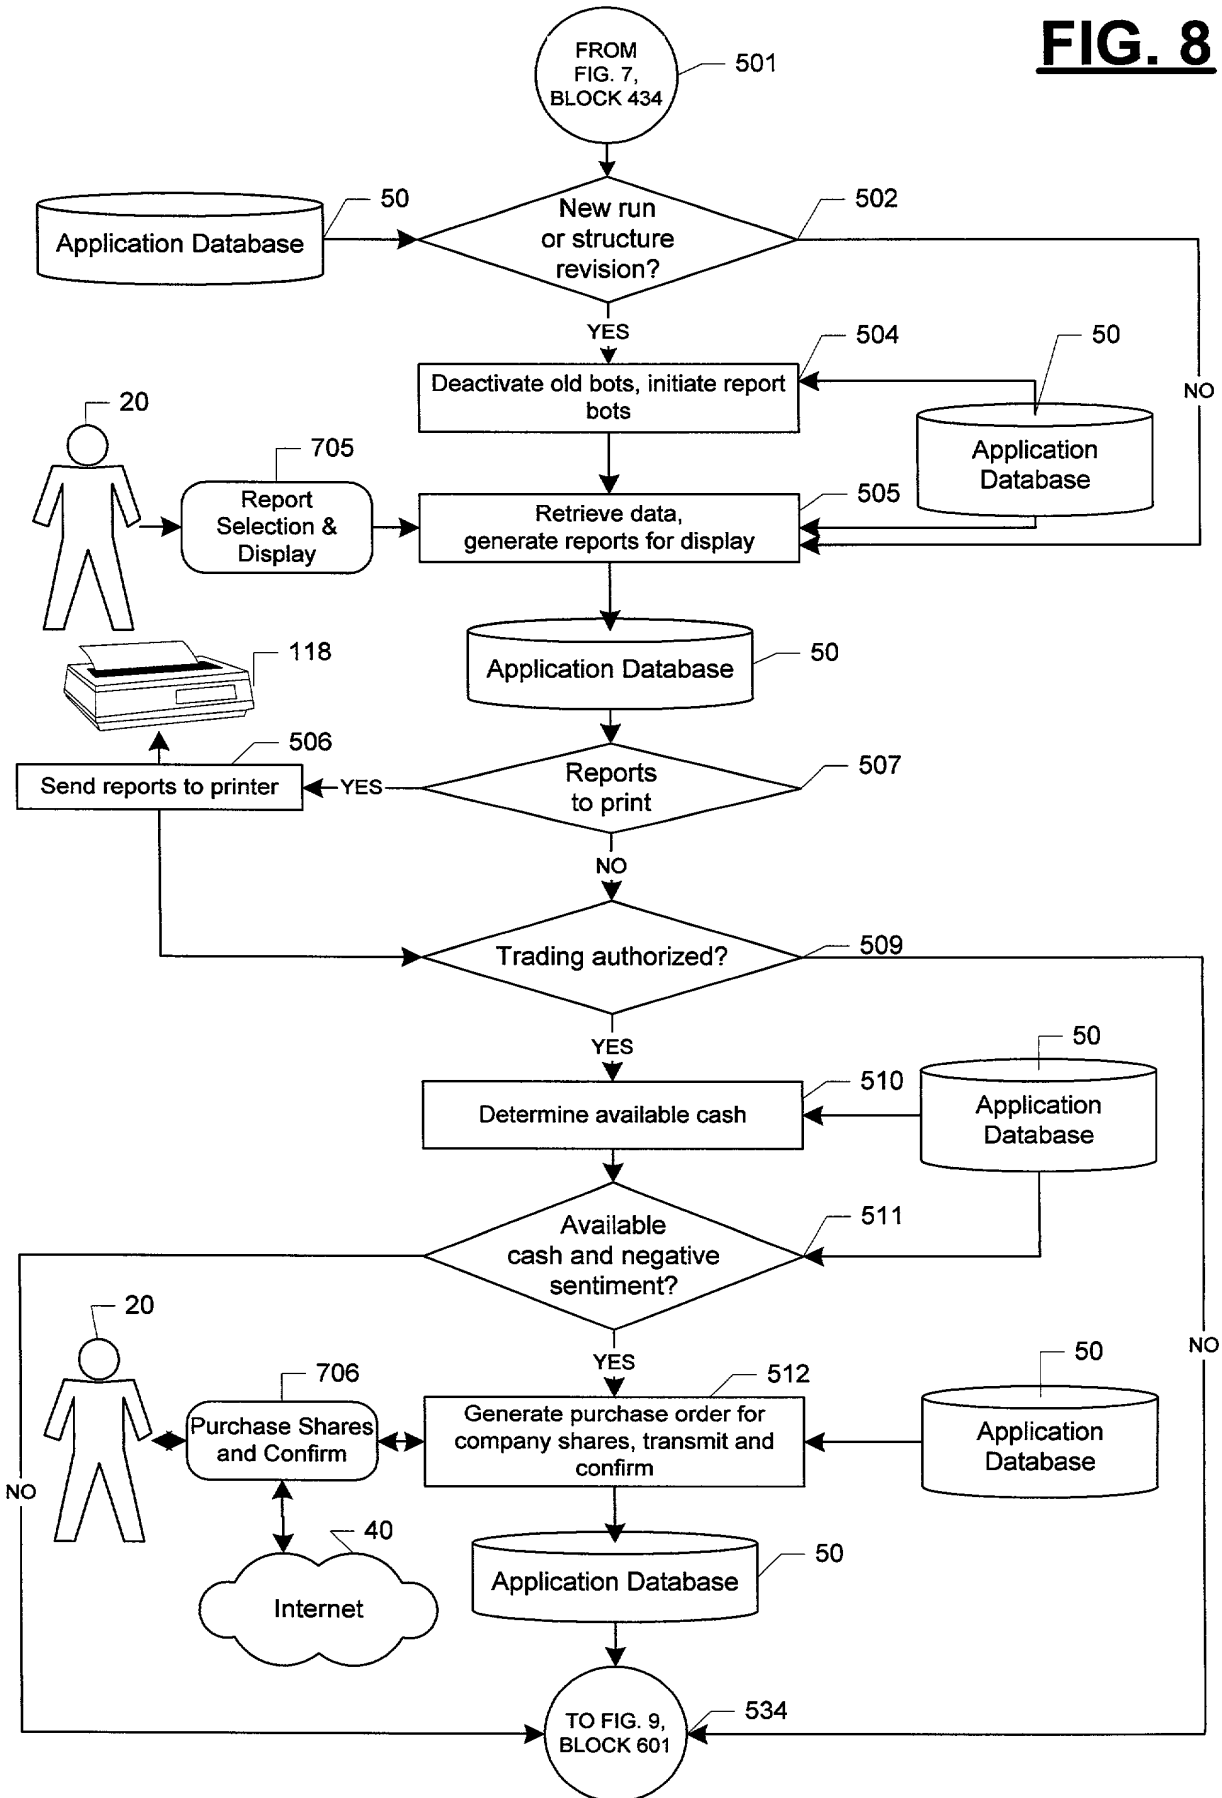 FIG. 8
FROM
FIG. 7,
BLOCK 434
501
50
Application Database
502
New run
or structure
revision?
YES
NO
504
50
Deactivate old bots, initiate report
bots
Application
Database
20
705
Report
Selection &
Display
505
Retrieve data,
generate reports for display
118
Application Database
50
506
Send reports to printer
YES
Reports
to print
507
NO
Trading authorized?
509
YES
NO
510
Determine available cash
50
Application
Database
511
Available
cash and negative
sentiment?
NO
YES
20
706
Purchase Shares
and Confirm
512
Generate purchase order for
company shares, transmit and
confirm
50
Application
Database
40
Internet
Application Database
50
TO FIG. 9,
BLOCK 601
534